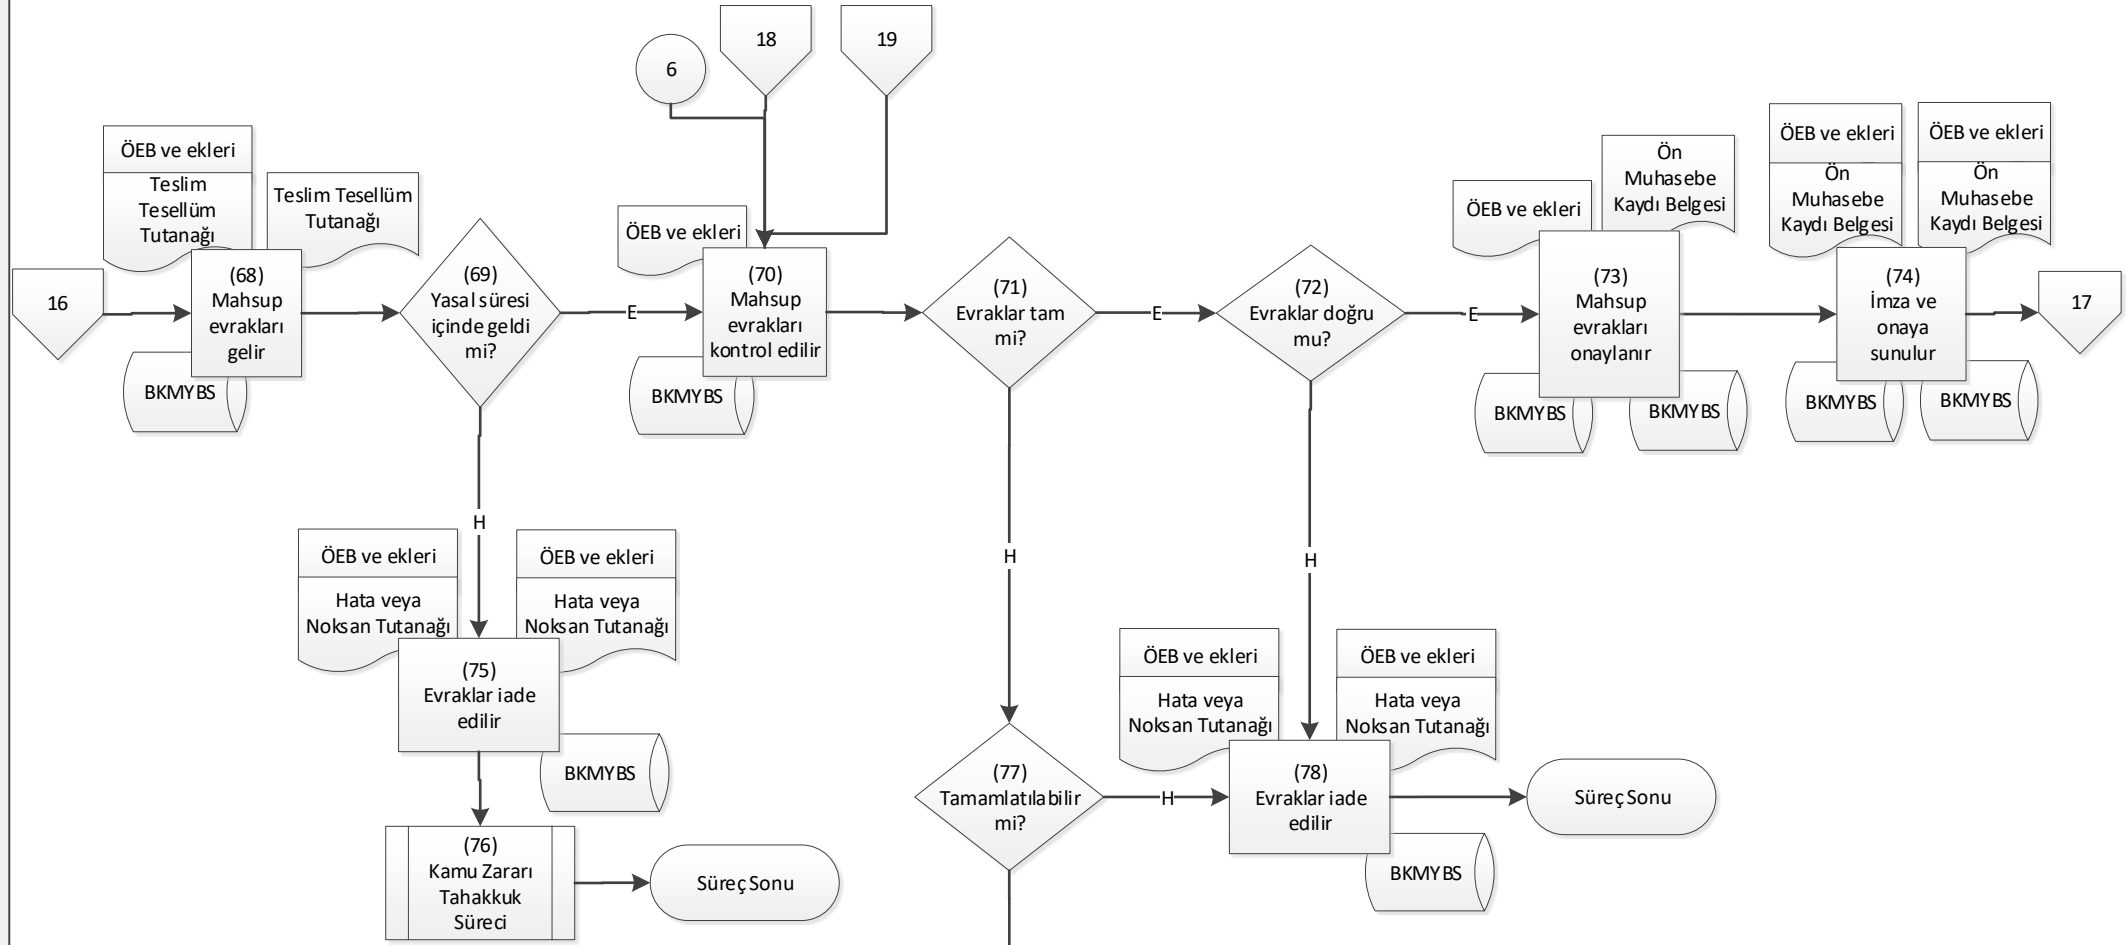 18
19
6
ÖEB ve ekleri
Teslim
Tesellüm
Tutanağı
Teslim Tesellüm
Tutanağı
16
(68)
Mahsup
evrakları
gelir
BKMYBS
(69)
Yasal süresi
içinde geldi
mi?
E
ÖEB ve ekleri
(70)
Mahsup
evrakları
kontrol edilir
BKMYBS
(71)
Evraklar tam
mi?
E
(72)
Evraklar doğru
mu?
E
ÖEB ve ekleri
Ön
Muhasebe
Kaydı Belgesi
(73)
Mahsup
evrakları
onaylanır
BKMYBS
BKMYBS
ÖEB ve ekleri
Ön
Muhasebe
Kaydı Belgesi
ÖEB ve ekleri
Ön
Muhasebe
Kaydı Belgesi
(74)
İmza ve
onaya
sunulur
BKMYBS
BKMYBS
17
H
H
H
ÖEB ve ekleri
Hata veya
Noksan Tutanağı
ÖEB ve ekleri
Hata veya
Noksan Tutanağı
(75)
Evraklar iade
edilir
BKMYBS
(76)
Kamu Zararı
Tahakkuk
Süreci
Süreç Sonu
(77)
Tamamlatılabilir
mi?
H
ÖEB ve ekleri
Hata veya
Noksan Tutanağı
ÖEB ve ekleri
Hata veya
Noksan Tutanağı
(78)
Evraklar iade
edilir
BKMYBS
Süreç Sonu